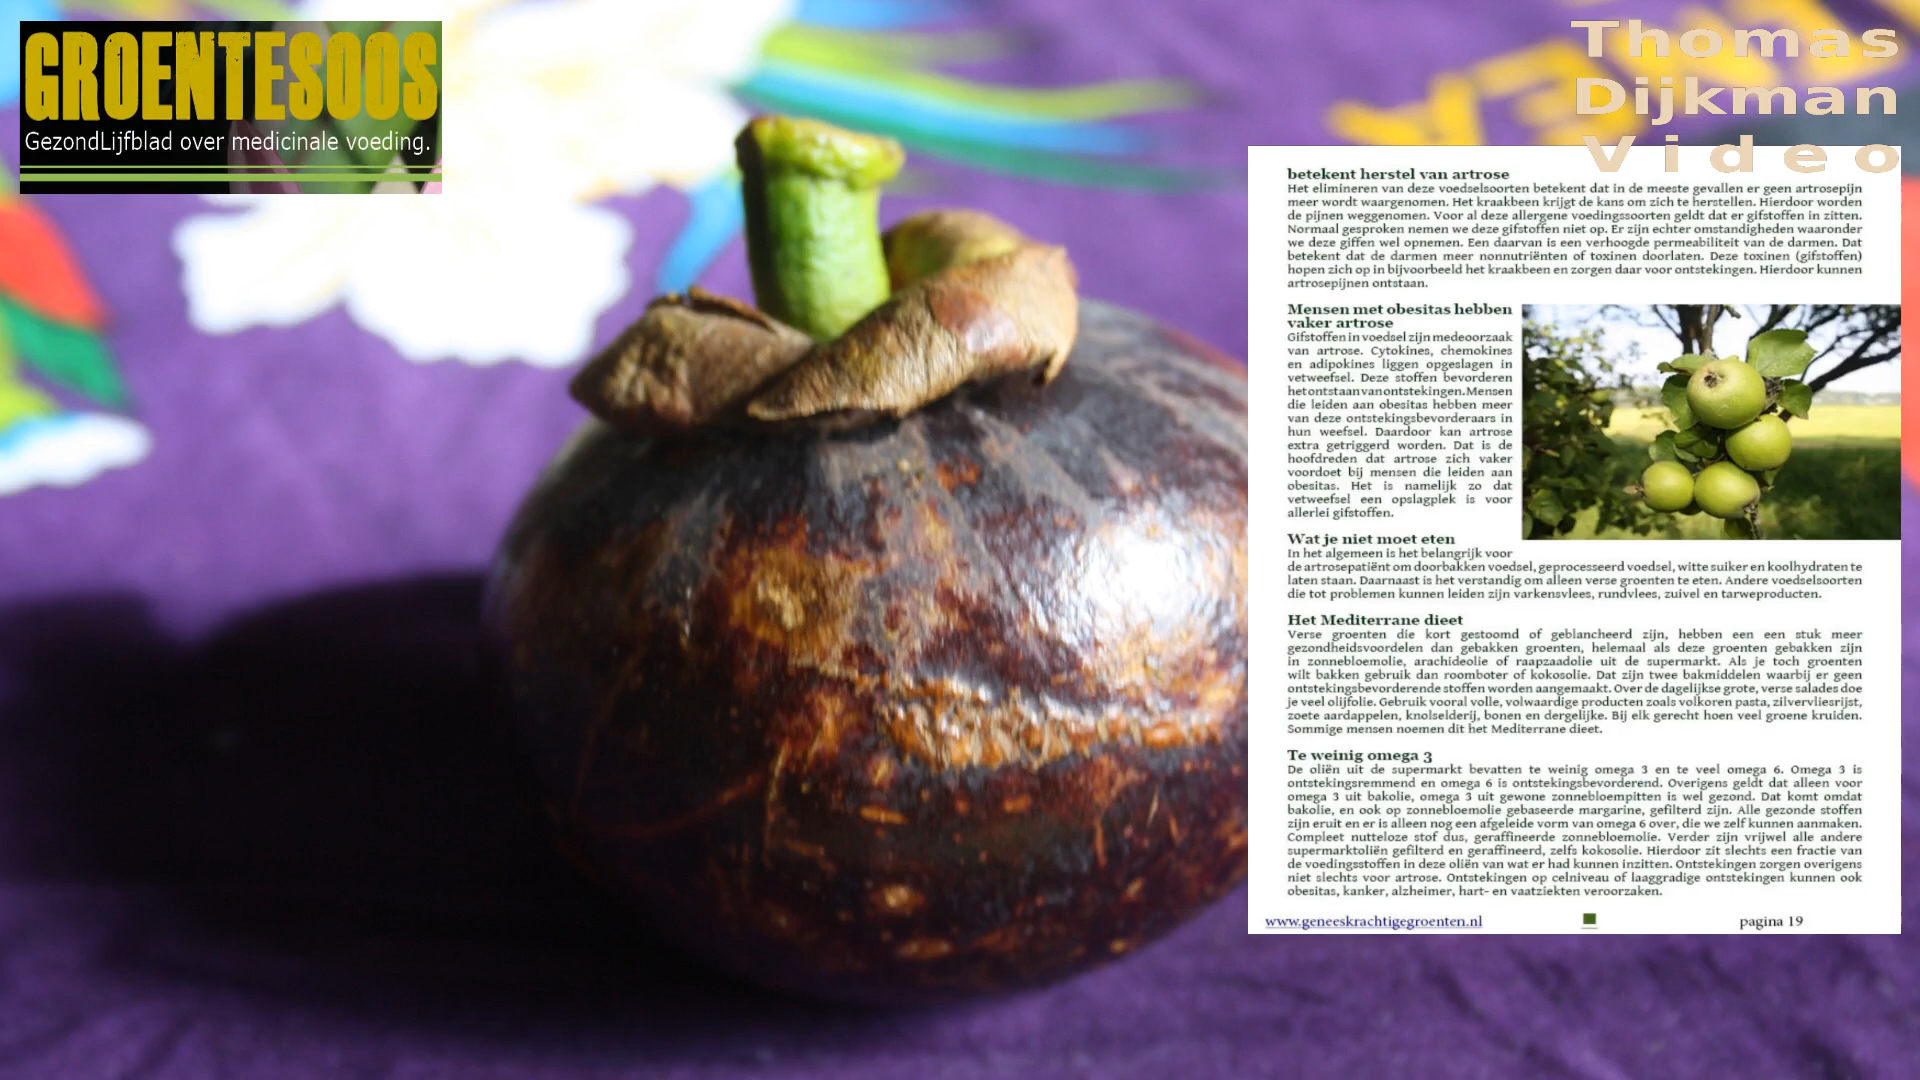 GROENTESOOS
GezondLijfblad over medicinale voeding.
Thomas
Dijkman
Video
betekent herstel van artrose
Het elimineren van deze voedselsoorten betekent dat in de meeste gevallen er geen artrosepijn
meer wordt waargenomen. Het kraakbeen krijgt de kans om zich te herstellen. Hierdoor worden
de pijnen weggenomen. Voor al deze allergene voedingssoorten geldt dat er gifstoffen in zitten.
Normaal gesproken nemen we deze gifstoffen niet op. Er zijn echter omstandigheden waaronder
we deze giffen wel opnemen. Een daarvan is een verhoogde permeabiliteit van de darmen. Dat
betekent dat de darmen meer nonnutriënten of toxinen doorlaten. Deze toxinen (gifstoffen)
hopen zich op in bijvoorbeeld het kraakbeen en zorgen daar voor ontstekingen. Hierdoor kunnen
artrosepijnen ontstaan.
Mensen met obesitas hebben
vaker artrose
Gifstoffen in voedsel zijn medeoorzaak
van artrose. Cytokines, chemokines
en adipokines liggen opgeslagen in
vetweefsel. Deze stoffen bevorderen
het ontstaan van ontstekingen. Mensen
die leiden aan obesitas hebben meer
van deze ontstekingsbevorderaars in
hun weefsel. Daardoor kan artrose
extra getriggerd worden. Dat is de
hoofdreden dat artrose zich vaker
voordoet bij mensen die leiden aan
obesitas. Het is namelijk zo dat
vetweefsel een opslagplek is voor
allerlei gifstoffen.
Wat je niet moet eten
In het algemeen is het belangrijk voor
de artrosepatiënt om doorbakken voedsel, geprocesseerd voedsel, witte suiker en koolhydraten te
laten staan. Daarnaast is het verstandig om alleen verse groenten te eten. Andere voedselsoorten
die tot problemen kunnen leiden zijn varkensvlees, rundvlees, zuivel en tarweproducten.
Het Mediterrane dieet
Verse groenten die kort gestoomd of geblancheerd zijn, hebben een een stuk meer
gezondheidsvoordelen dan gebakken groenten, helemaal als deze groenten gebakken zijn
in zonnebloemolie, arachideolie of raapzaadolie uit de supermarkt. Als je toch groenten
wilt bakken gebruik dan roomboter of kokosolie. Dat zijn twee bakmiddelen waarbij er geen
ontstekingsbevorderende stoffen worden aangemaakt. Over de dagelijkse grote, verse salades doe
je veel olijfolie. Gebruik vooral volle, volwaardige producten zoals volkoren pasta, zilvervliesrijst,
zoete aardappelen, knolselderij, bonen en dergelijke. Bij elk gerecht hoen veel groene kruiden.
Sommige mensen noemen dit het Mediterrane dieet.
Te weinig omega 3
De oliën uit de supermarkt bevatten te weinig omega 3 en te veel omega 6. Omega 3 is
ontstekingsremmend en omega 6 is ontstekingsbevorderend. Overigens geldt dat alleen voor
omega 3 uit bakolie, omega 3 uit gewone zonnebloempitten is wel gezond. Dat komt omdat
bakolie, en ook op zonnebloemolie gebaseerde margarine, gefilterd zijn. Alle gezonde stoffen
zijn eruit en er is alleen nog een afgeleide vorm van omega 6 over, die we zelf kunnen aanmaken.
Compleet nutteloze stof dus, geraffineerde zonnebloemolie. Verder zijn vrijwel alle andere
supermarktoliën gefilterd en geraffineerd, zelfs kokosolie. Hierdoor zit slechts een fractie van
de voedingsstoffen in deze oliën van wat er had kunnen inzitten. Ontstekingen zorgen overigens
niet slechts voor artrose. Ontstekingen op celniveau of laaggradige ontstekingen kunnen ook
obesitas, kanker, alzheimer, hart- en vaatziekten veroorzaken.
www.geneeskrachtigegroenten.nl
pagina 19